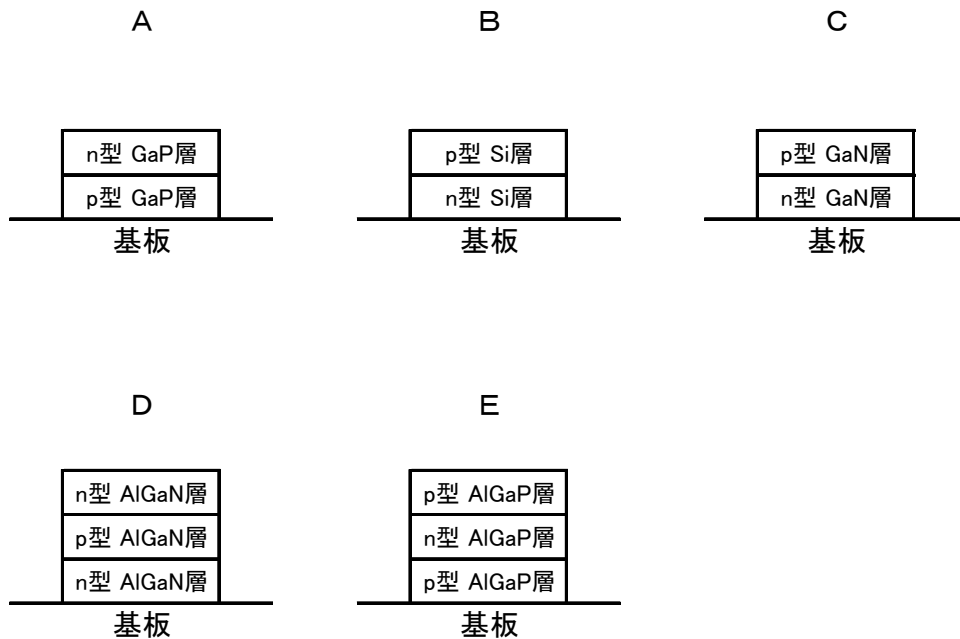 A
B
C
n型 GaP層
p型 GaP層
基板
p型 Si層
n型 Si層
基板
p型 GaN層
n型 GaN層
基板
D
E
n型 AlGaN層
p型 AlGaN層
n型 AlGaN層
基板
p型 AlGaP層
n型 AlGaP層
p型 AlGaP層
基板